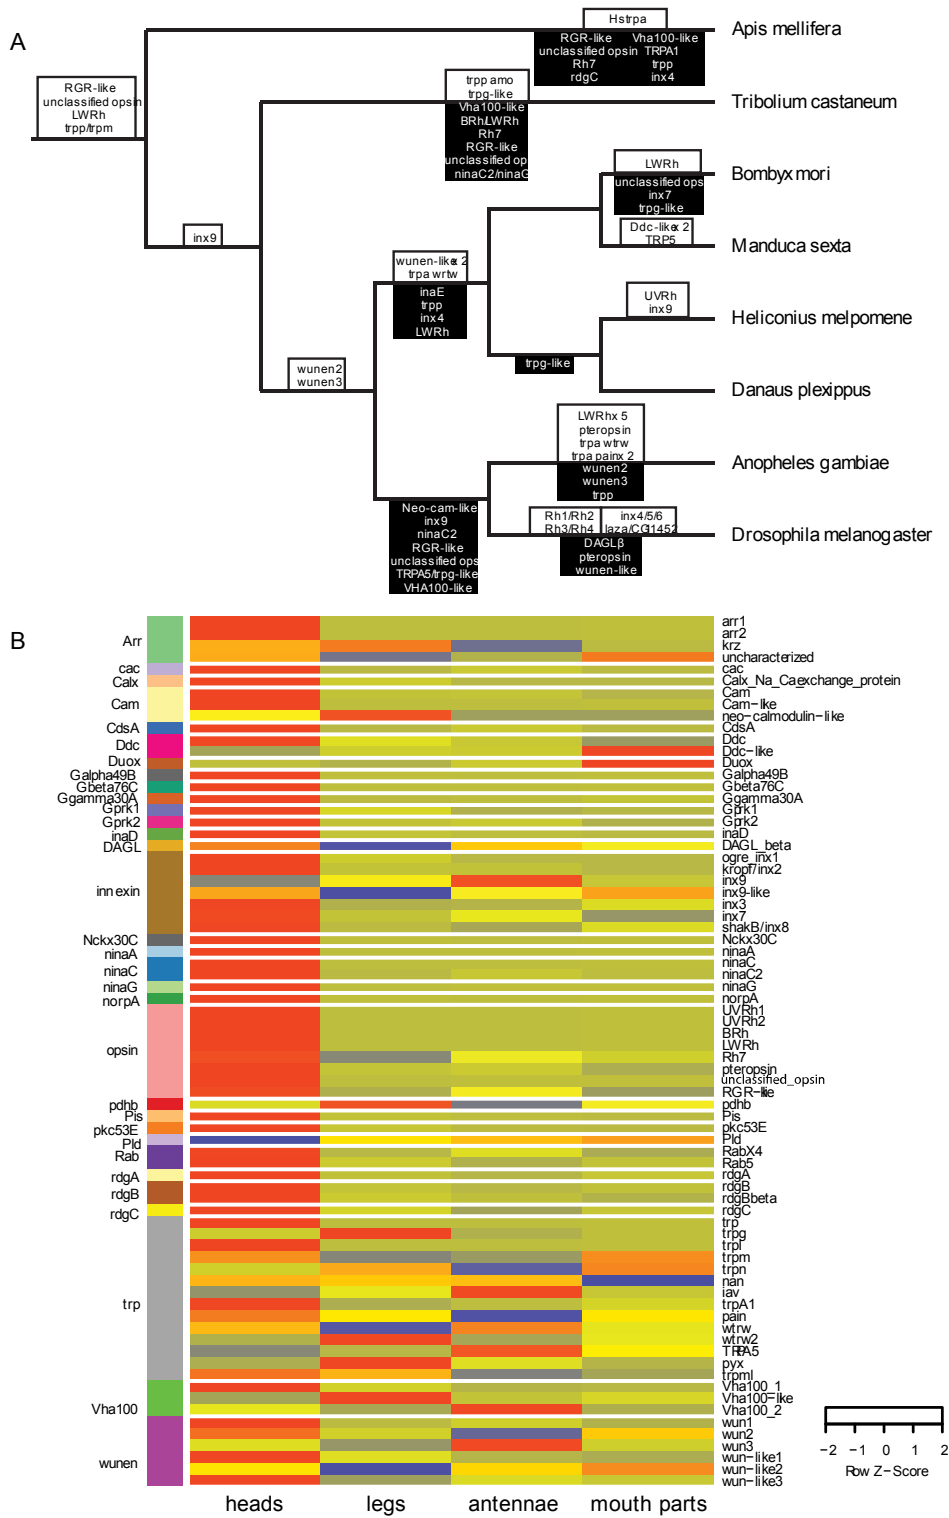 A
Hstrpa
Apis mellifera
RGR-like Vha100-like
unclassified opsin TRPA1
Rh7 trpp
rdgC inx4
RGR-like
unclassified opsin
LWRh
trpp/trpm
trpp amo
trpg-like
Tribolium castaneum
Vha100-like
BRh/LWRh
Rh7
RGR-like
unclassified op
ninaC2/ninaG
LWRh
Bombyx mori
unclassified ops
inx7
trpg-like
inx9
Ddc-like x 2
TRP5
Manduca sexta
wunen-like x 2
trpa wrtw
inaE
trpp
inx4
LWRh
UVRh
inx9
Heliconius melpomene
trpg-like
wunen2
wunen3
Danaus plexippus
LWRhx 5
pteropsin
trpa wtrw
trpa painx 2
Anopheles gambiae
wunen2
wunen3
trpp
Neo-cam-like
inx9
ninaC2
RGR-like
unclassified ops
TRPA5/trpg-like
VHA100-like
Rh1/Rh2 inx4/5/6
Rh3/Rh4 laza/CG11452
Drosophila melanogaster
DAGLβ
pteropsin
wunen-like
B
Arr
cac
Calx
Cam
CdsA
Ddc
Duox
Galpha49B
Gbeta76C
Ggamma30A
Gprk1
Gprk2
inaD
DAGL
innexin
Nckx30C
ninaA
ninaC
ninaG
norpA
opsin
pdhb
Pis
pkc53E
Pld
Rab
rdgA
rdgB
rdgC
trp
Vha100
wunen
arr1
arr2
krz
uncharacterized
cac
Calx_Na_Caexchange_protein
Cam
Cam-like
neo-calmodulin-like
CdsA
Ddc
Ddc-like
Duox
Galpha49B
Gbeta76C
Ggamma30A
Gprk1
Gprk2
inaD
DAGL_beta
ogre_inx1
kropf/inx2
inx9
inx9-like
inx3
inx7
shakB/inx8
Nckx30C
ninaA
ninaC
ninaC2
ninaG
norpA
UVRh1
UVRh2
BRh
LWRh
Rh7
pteropsin
unclassified_opsin
RGR-like
pdhb
Pis
pkc53E
Pld
RabX4
Rab5
rdgA
rdgB
rdgBbeta
rdgC
trp
trpg
trpl
trpm
trpn
nan
iav
trpA1
pain
wtrw
wtrw2
TRPA5
pyx
trpml
Vha100_1
Vha100-like
Vha100_2
wun1
wun2
wun3
wun-like1
wun-like2
wun-like3
heads legs antennae mouth parts
-2 -1 0 1 2
Row Z-Score